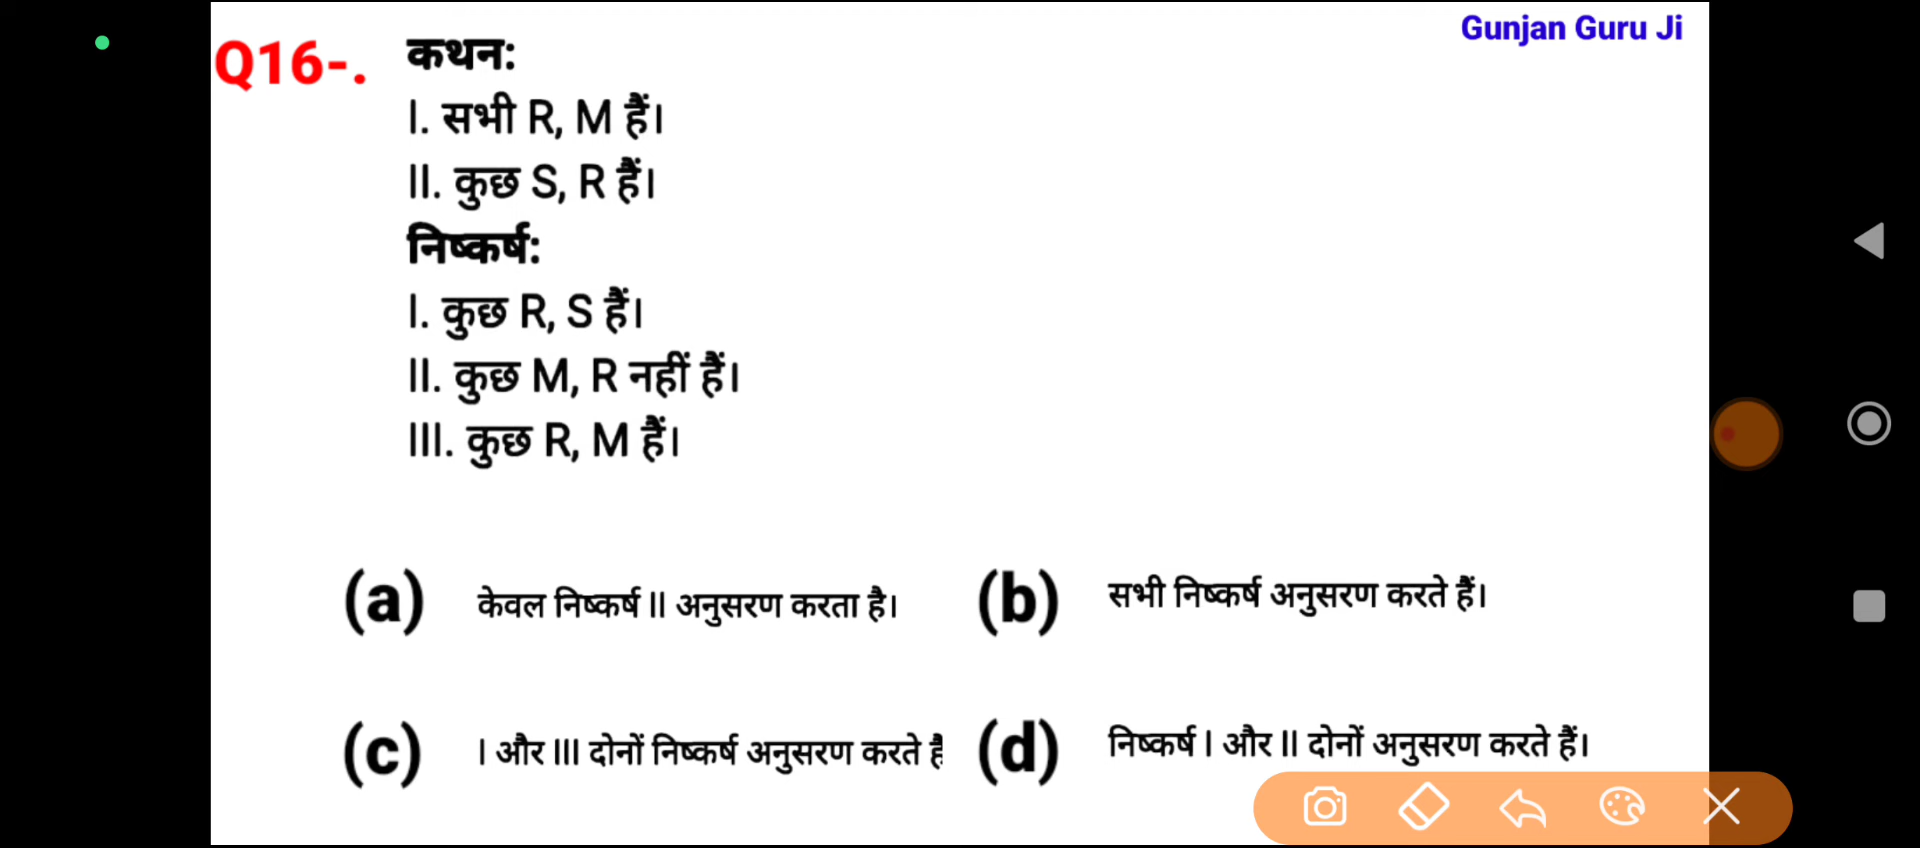 Gunjan Guru Ji
Q16-. कथन:
I. सभी R, M हैं।
II. कुछ S, R हैं।
निष्कर्ष:
I. कुछ R, S हैं।
II. कुछ M, R नहीं हैं।
III. कुछ R, M हैं।
(a) केवल निष्कर्ष II अनुसरण करता है।
(b) सभी निष्कर्ष अनुसरण करते हैं।
(c) I और III दोनों निष्कर्ष अनुसरण करते हैं
(d) निष्कर्ष I और II दोनों अनुसरण करते हैं।